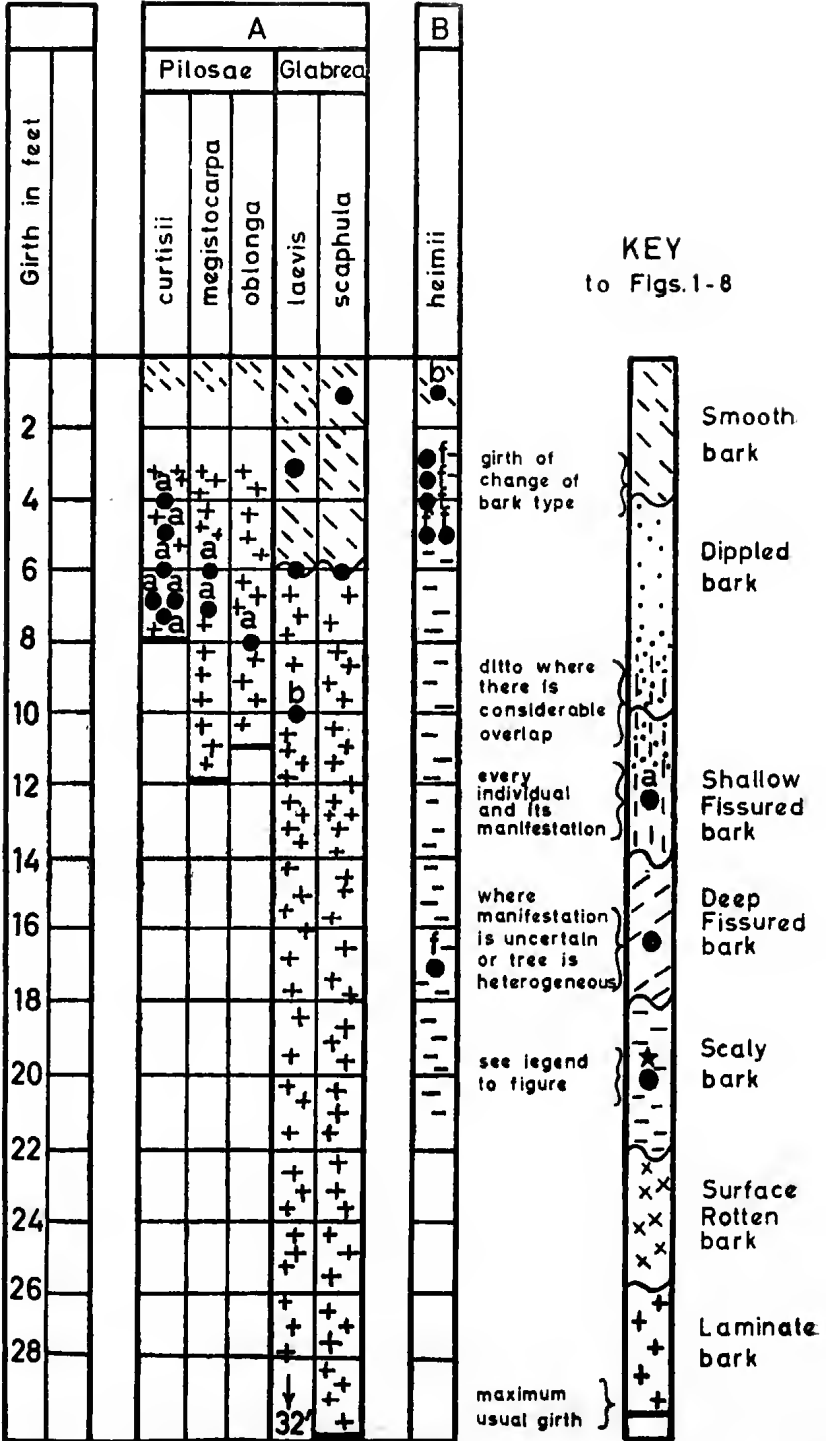 A
B
Pilosae
Glabrea
Girth in feet
curtisii
megistocarpa
oblonga
laevis
scaphula
heimii
KEY
to Figs. 1-8
2
4
6
8
10
12
14
16
18
20
22
24
26
28
a
a
a
a
a
a
a
a
a
b
32'
b
f
f
girth of
change of
bark type
ditto where
there is
considerable
overlap
every
individual
and its
manifestation
where
manifestation
is uncertain
or tree is
heterogeneous
see legend
to figure
maximum
usual girth
a
Smooth
bark
Dippled
bark
Shallow
Fissured
bark
Deep
Fissured
bark
Scaly
bark
Surface
Rotten
bark
Laminate
bark